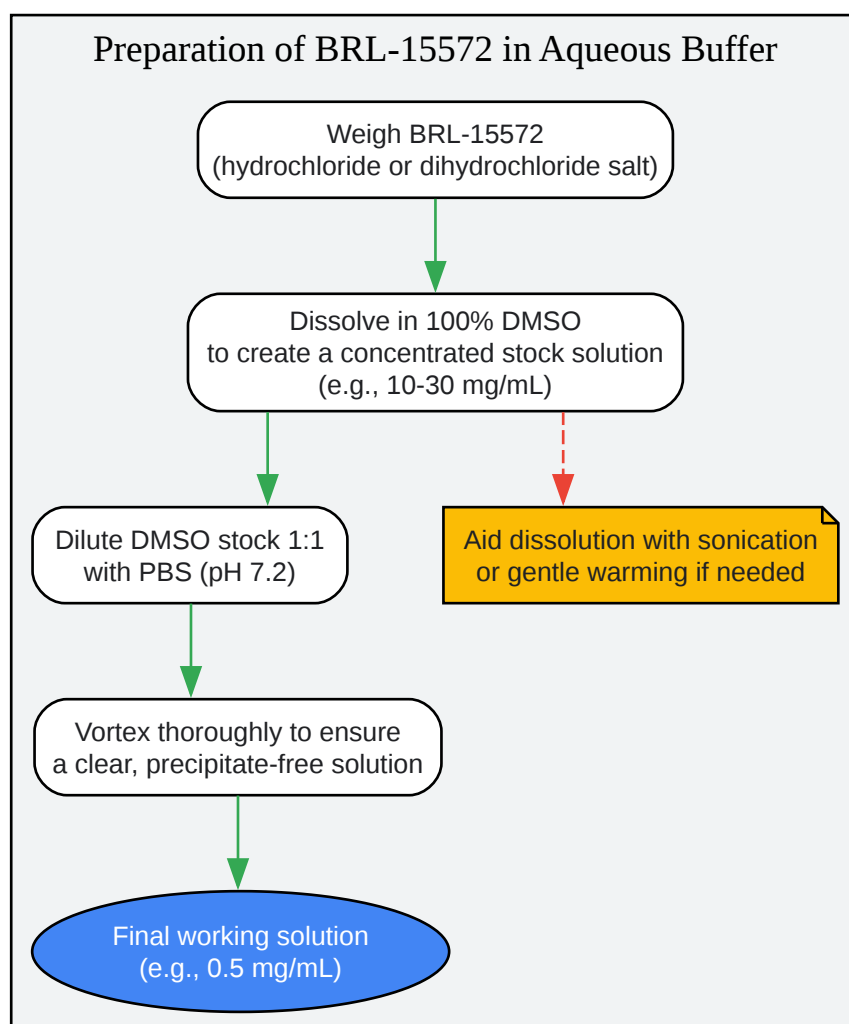 Preparation of BRL-15572 in Aqueous Buffer
Weigh BRL-15572
(hydrochloride or dihydrochloride salt)
Dissolve in 100% DMSO
to create a concentrated stock solution
(e.g., 10-30 mg/mL)
Dilute DMSO stock 1:1
with PBS (pH 7.2)
Aid dissolution with sonication
or gentle warming if needed
Vortex thoroughly to ensure
a clear, precipitate-free solution
Final working solution
(e.g., 0.5 mg/mL)